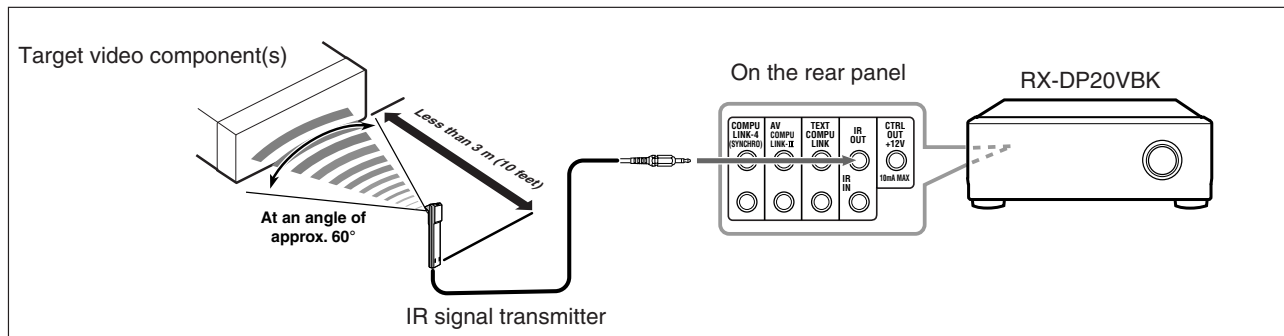 Target video component(s)
Less than 3 m (10 feet)
At an angle of
approx. 60°
IR signal transmitter
On the rear panel
COMPU
LINK-4
(SYNCHRO)
AV
COMPU
LINK-II
TEXT
COMPU
LINK
IR
OUT
CTRL
OUT
+12V
10mA MAX
IR
IN
RX-DP20VBK